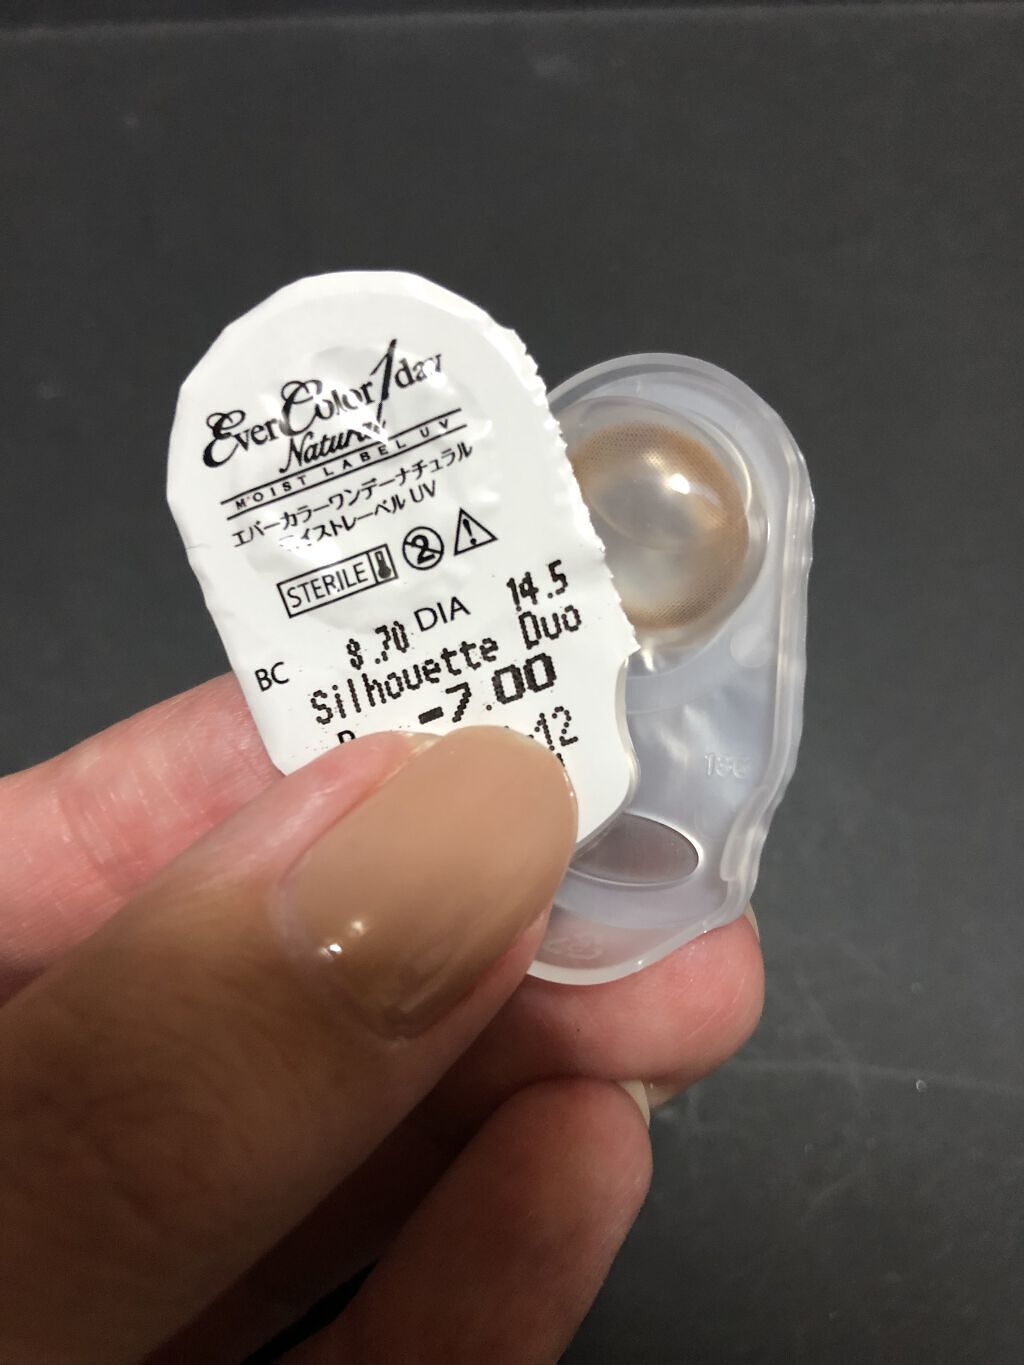 EverColor1day
Natural
MOIST LABEL UV
エバーカラーワンデーナチュラル
モイストレーベル UV
STERILE 2
BC 8.70 DIA 14.5
Silhouette Duo
-7.00